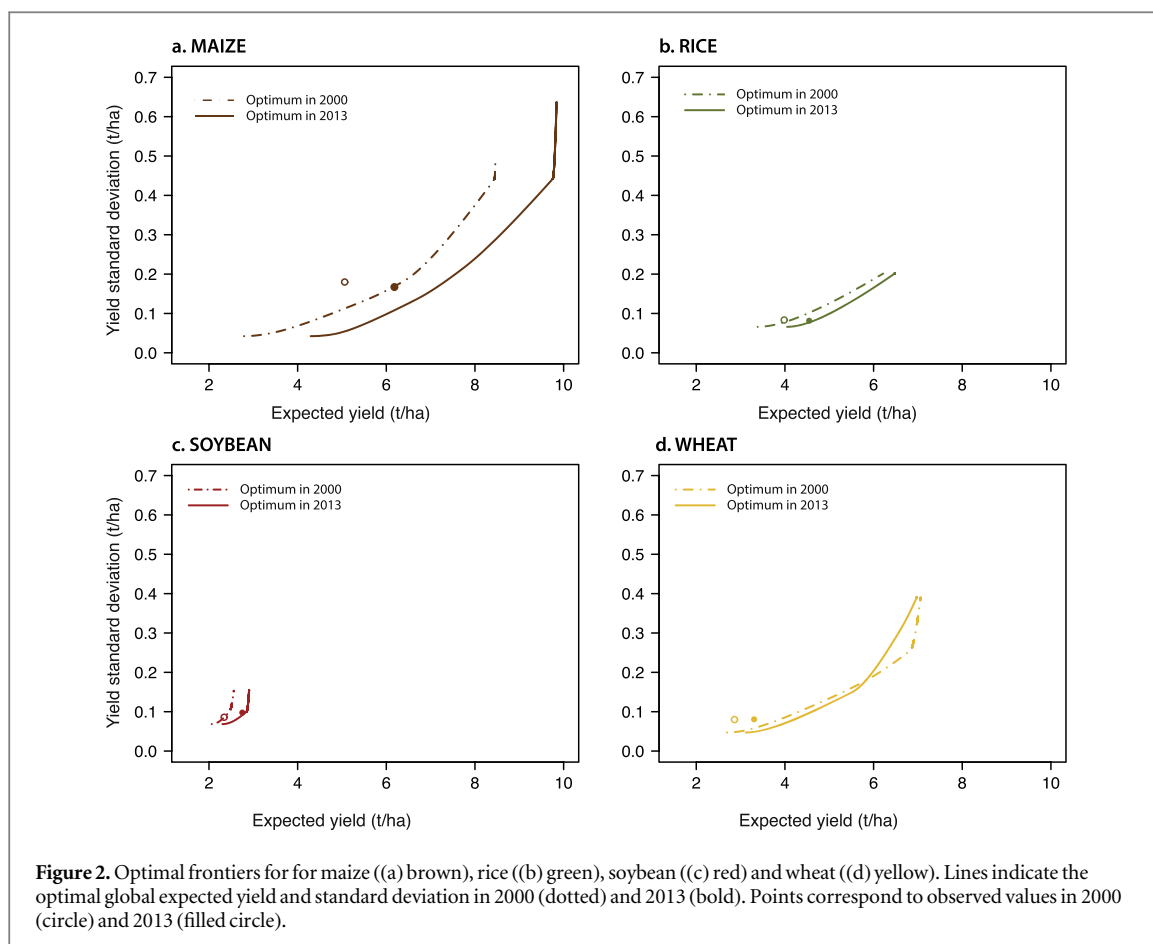 a. MAIZE
b. RICE
0.7
0.6
0.5
0.4
0.3
0.2
0.1
0.0
Yield standard deviation (t/ha)
Optimum in 2000
Optimum in 2013
2 4 6 8 10
Expected yield (t/ha)
0.7
0.6
0.5
0.4
0.3
0.2
0.1
0.0
Optimum in 2000
Optimum in 2013
2 4 6 8 10
Expected yield (t/ha)
c. SOYBEAN
d. WHEAT
0.7
0.6
0.5
0.4
0.3
0.2
0.1
0.0
Yield standard deviation (t/ha)
Optimum in 2000
Optimum in 2013
2 4 6 8 10
Expected yield (t/ha)
0.7
0.6
0.5
0.4
0.3
0.2
0.1
0.0
Optimum in 2000
Optimum in 2013
2 4 6 8 10
Expected yield (t/ha)
Figure 2. Optimal frontiers for for maize ((a) brown), rice ((b) green), soybean ((c) red) and wheat ((d) yellow). Lines indicate the
optimal global expected yield and standard deviation in 2000 (dotted) and 2013 (bold). Points correspond to observed values in 2000
(circle) and 2013 (filled circle).